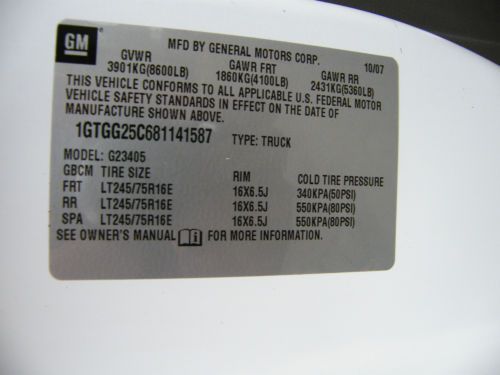 GM
MFD BY GENERAL MOTORS CORP. 10/07
GVWR GAWR FRT GAWR RR
3901KG(8600LB) 1860KG(4100LB) 2431KG(5360LB)
THIS VEHICLE CONFORMS TO ALL APPLICABLE U.S. FEDERAL MOTOR
VEHICLE SAFETY STANDARDS IN EFFECT ON THE DATE OF
MANUFACTURE SHOWN ABOVE.
1GTGG25C681141587 TYPE: TRUCK
MODEL: G23405
GBCM TIRE SIZE RIM COLD TIRE PRESSURE
FRT LT245/75R16E 16X6.5J 340KPA(50PSI)
RR LT245/75R16E 16X6.5J 550KPA(80PSI)
SPA LT245/75R16E 16X6.5J 550KPA(80PSI)
SEE OWNER'S MANUAL FOR MORE INFORMATION.